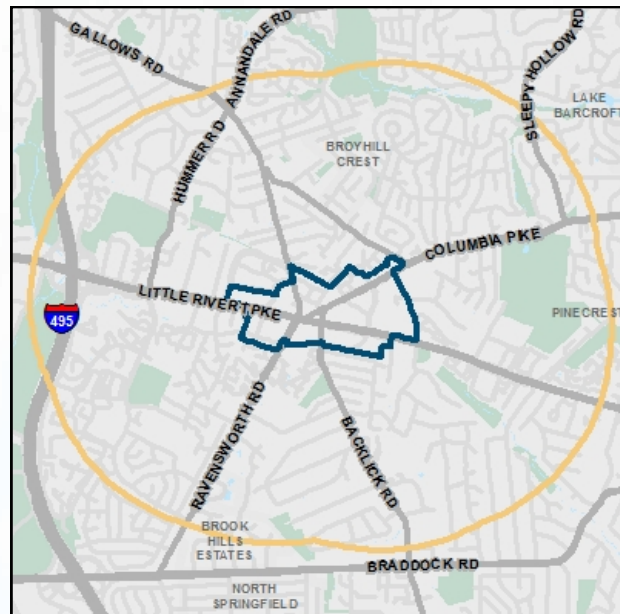 GALLOWS RD
ANNANDALE RD
SLEEPY HOLLOW RD
LAKE
BARCROFT
BROYHILL
CREST
HUMMER RD
COLUMBIA PIKE
LITTLE RIVER TPKE
495
PINECREST
RAVENSWORTH RD
BACKLICK RD
BROOK
HILLS
ESTATES
BRADDOCK RD
NORTH
SPRINGFIELD